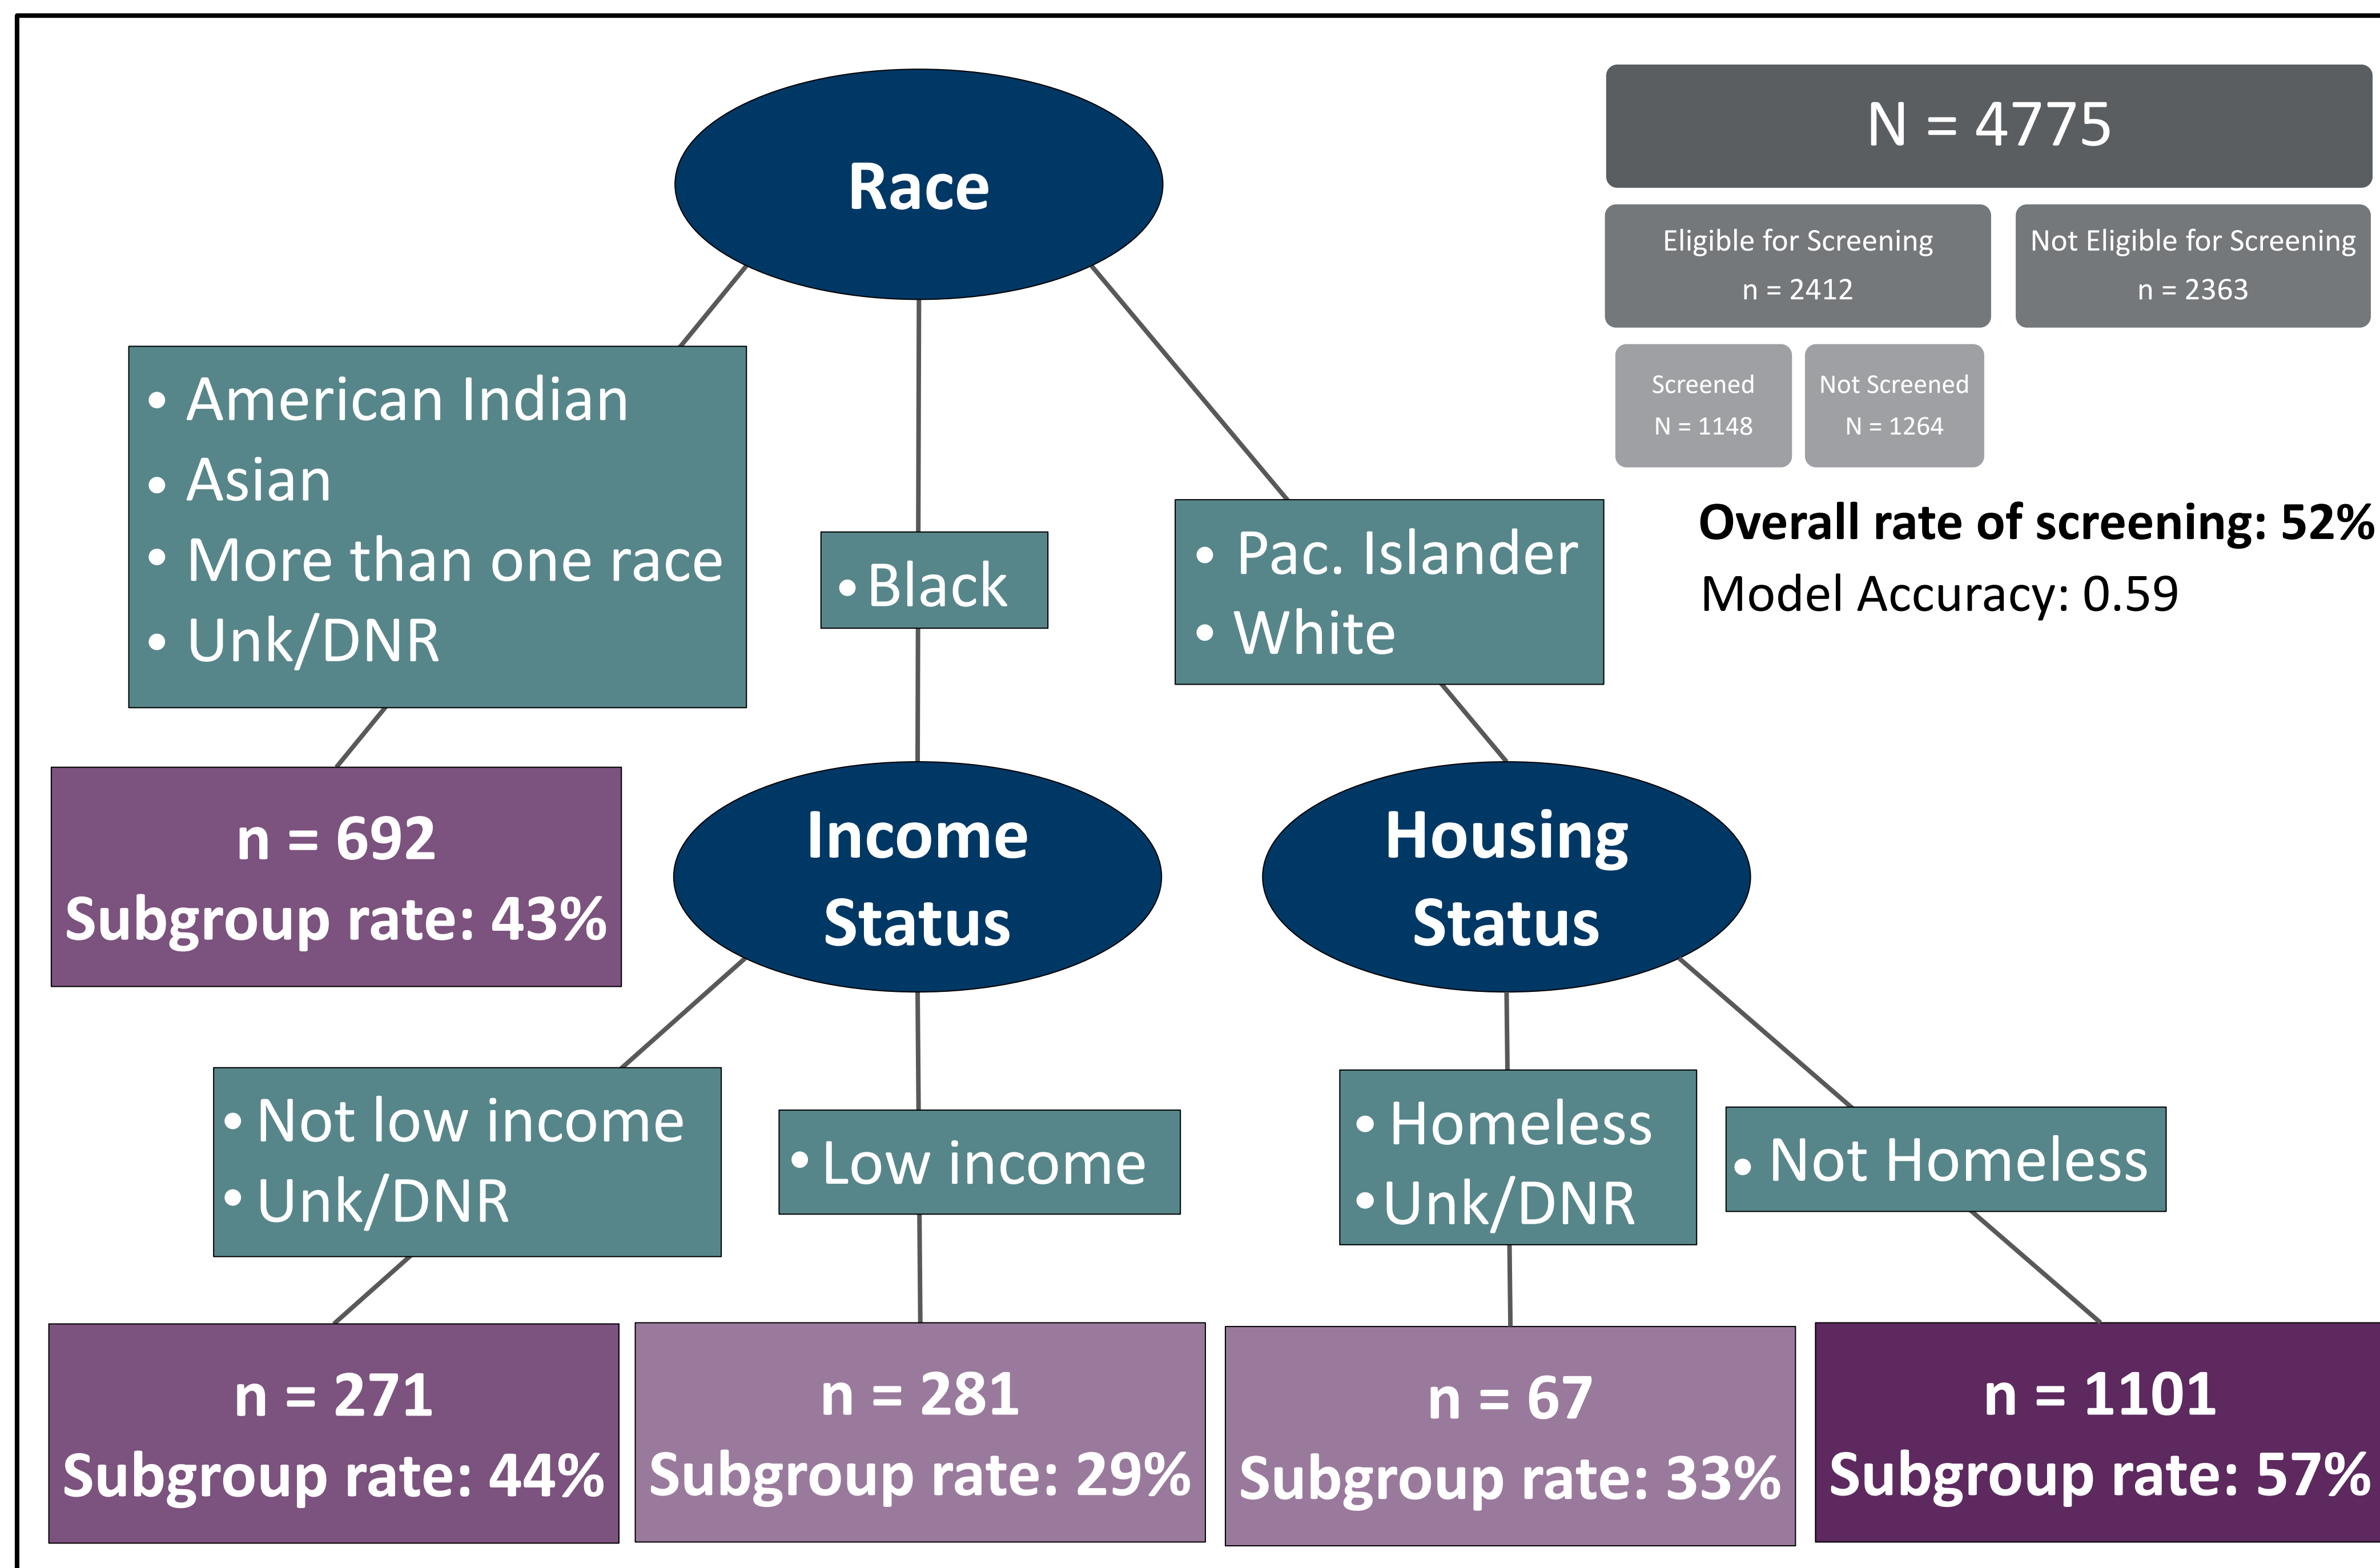 Race
N = 4775
Eligible for Screening
n = 2412
Not Eligible for Screening
n = 2363
Screened
N = 1148
Not Screened
N = 1264
Overall rate of screening: 52%
Model Accuracy: 0.59
• American Indian
• Asian
• More than one race
• Unk/DNR
• Black
• Pac. Islander
• White
n = 692
Subgroup rate: 43%
Income
Status
Housing
Status
• Not low income
• Unk/DNR
• Low income
• Homeless
• Unk/DNR
• Not Homeless
n = 271
Subgroup rate: 44%
n = 281
Subgroup rate: 29%
n = 67
Subgroup rate: 33%
n = 1101
Subgroup rate: 57%